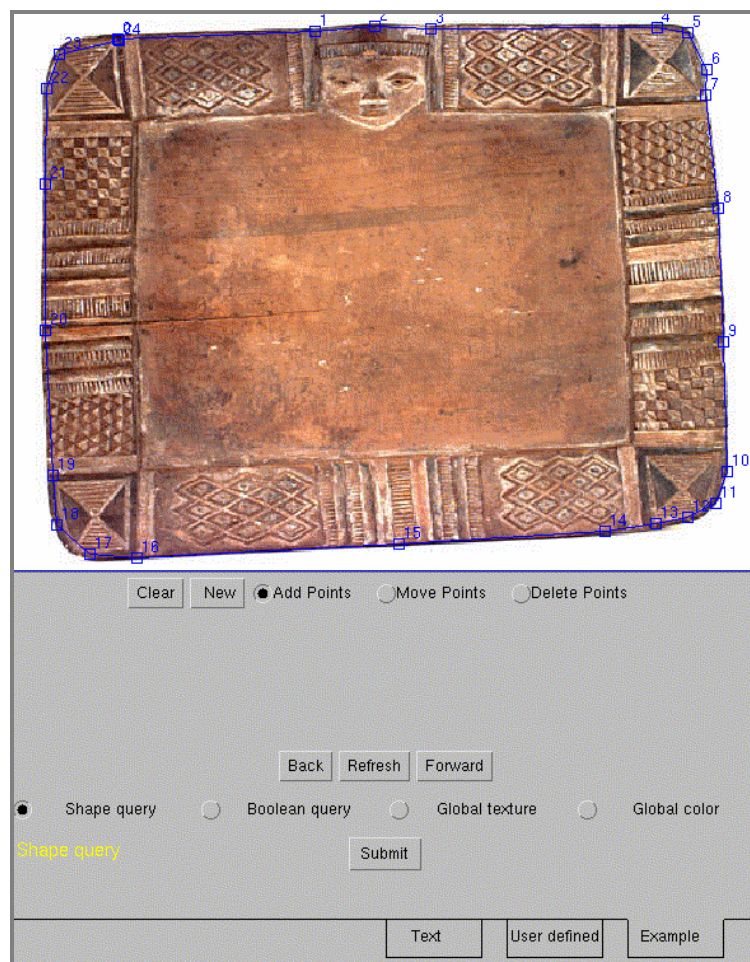 0 24 1 2 3 4 5
23 6
22 7
21 8
20 9
19 10
18 17 16 15 14 13 12 11
Clear New Add Points Move Points Delete Points
Back Refresh Forward
Shape query Boolean query Global texture Global color
Shape query Submit
Text User defined Example